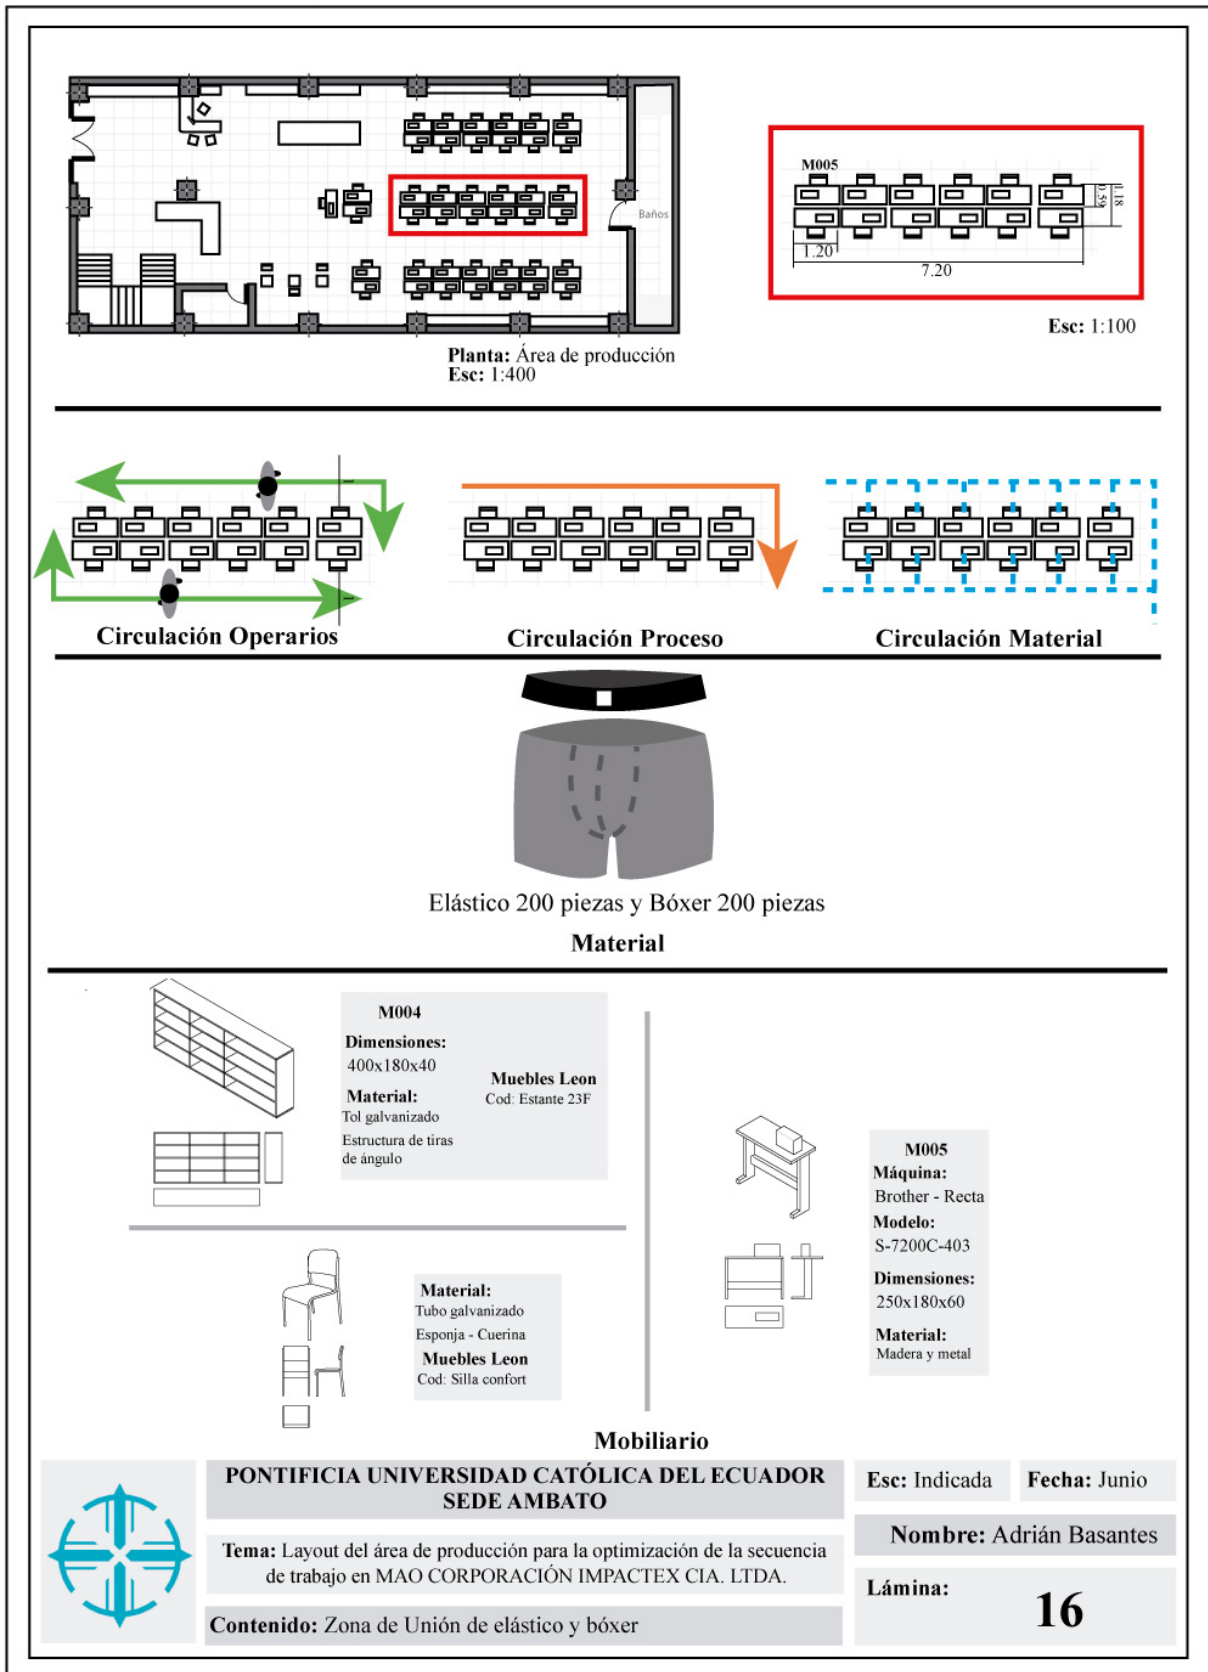 Baños
Planta: Área de producción
Esc: 1:400
M005
0.59
1.18
1.20
7.20
Esc: 1:100
Circulación Operarios
Circulación Proceso
Circulación Material
Elástico 200 piezas y Bóxer 200 piezas
Material
M004
Dimensiones:
400x180x40
Material:
Tol galvanizado
Estructura de tiras
de ángulo
Muebles Leon
Cod: Estante 23F
Material:
Tubo galvanizado
Esponja - Cuerina
Muebles Leon
Cod: Silla confort
M005
Máquina:
Brother - Recta
Modelo:
S-7200C-403
Dimensiones:
250x180x60
Material:
Madera y metal
Mobiliario
PONTIFICIA UNIVERSIDAD CATÓLICA DEL ECUADOR
SEDE AMBATO
Tema: Layout del área de producción para la optimización de la secuencia
de trabajo en MAO CORPORACIÓN IMPACTEX CIA. LTDA.
Contenido: Zona de Unión de elástico y bóxer
Esc: Indicada
Fecha: Junio
Nombre: Adrián Basantes
Lámina:
16